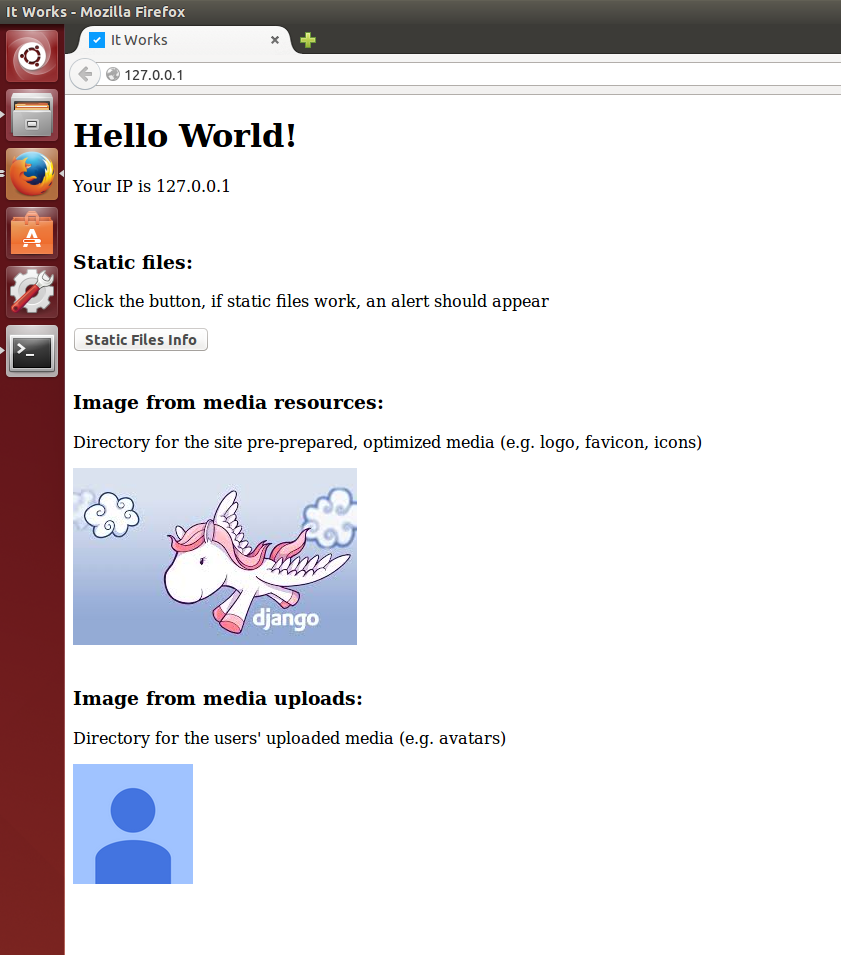 It Works - Mozilla Firefox
It Works
127.0.0.1
Hello World!
Your IP is 127.0.0.1
Static files:
Click the button, if static files work, an alert should appear
Static Files Info
Image from media resources:
Directory for the site pre-prepared, optimized media (e.g. logo, favicon, icons)
django
Image from media uploads:
Directory for the users' uploaded media (e.g. avatars)